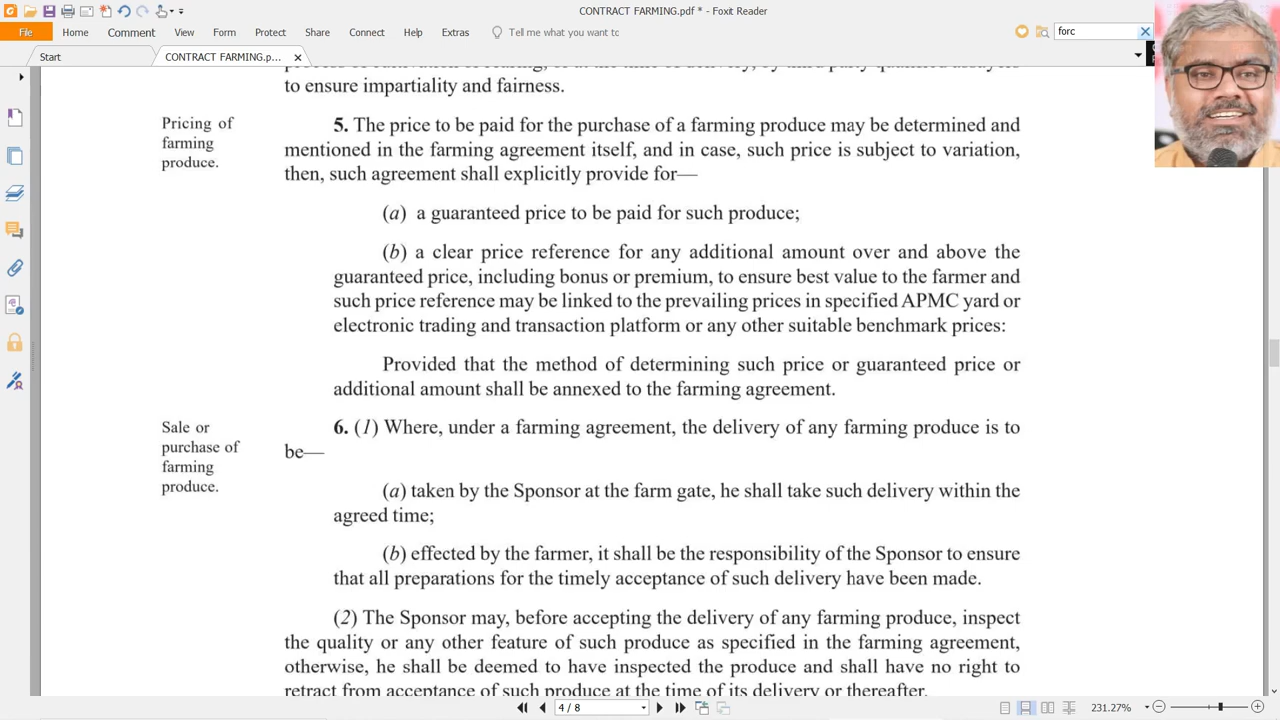 CONTRACT FARMING.pdf * - Foxit Reader
File Home Comment View Form Protect Share Connect Help Extras Tell me what you want to forc
Start CONTRACT FARMING.p...
to ensure impartiality and fairness.
Pricing of
farming
produce.
5. The price to be paid for the purchase of a farming produce may be determined and
mentioned in the farming agreement itself, and in case, such price is subject to variation,
then, such agreement shall explicitly provide for—
(a) a guaranteed price to be paid for such produce;
(b) a clear price reference for any additional amount over and above the
guaranteed price, including bonus or premium, to ensure best value to the farmer and
such price reference may be linked to the prevailing prices in specified APMC yard or
electronic trading and transaction platform or any other suitable benchmark prices:
Provided that the method of determining such price or guaranteed price or
additional amount shall be annexed to the farming agreement.
Sale or
purchase of
farming
produce.
6. (1) Where, under a farming agreement, the delivery of any farming produce is to
be—
(a) taken by the Sponsor at the farm gate, he shall take such delivery within the
agreed time;
(b) effected by the farmer, it shall be the responsibility of the Sponsor to ensure
that all preparations for the timely acceptance of such delivery have been made.
(2) The Sponsor may, before accepting the delivery of any farming produce, inspect
the quality or any other feature of such produce as specified in the farming agreement,
otherwise, he shall be deemed to have inspected the produce and shall have no right to
retract from acceptance of such produce at the time of its delivery or thereafter.
4 / 8
231.27%